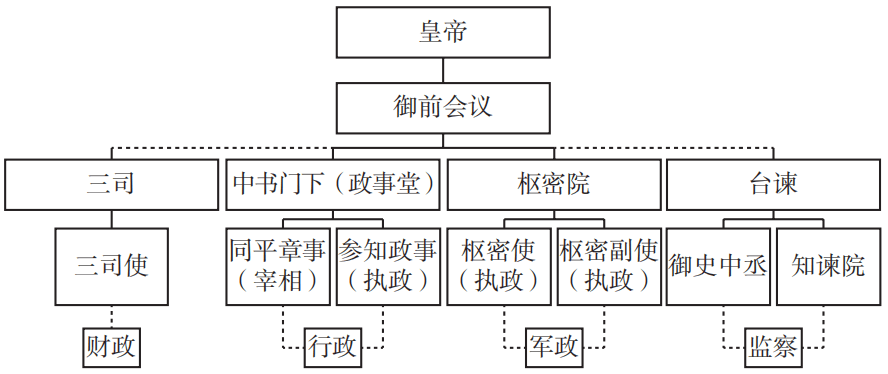 皇帝
御前会议
三司
中书门下（政事堂）
枢密院
台谏
三司使
同平章事
（宰相）
参知政事
（执政）
枢密使
（执政）
枢密副使
（执政）
御史中丞
知谏院
财政
行政
军政
监察